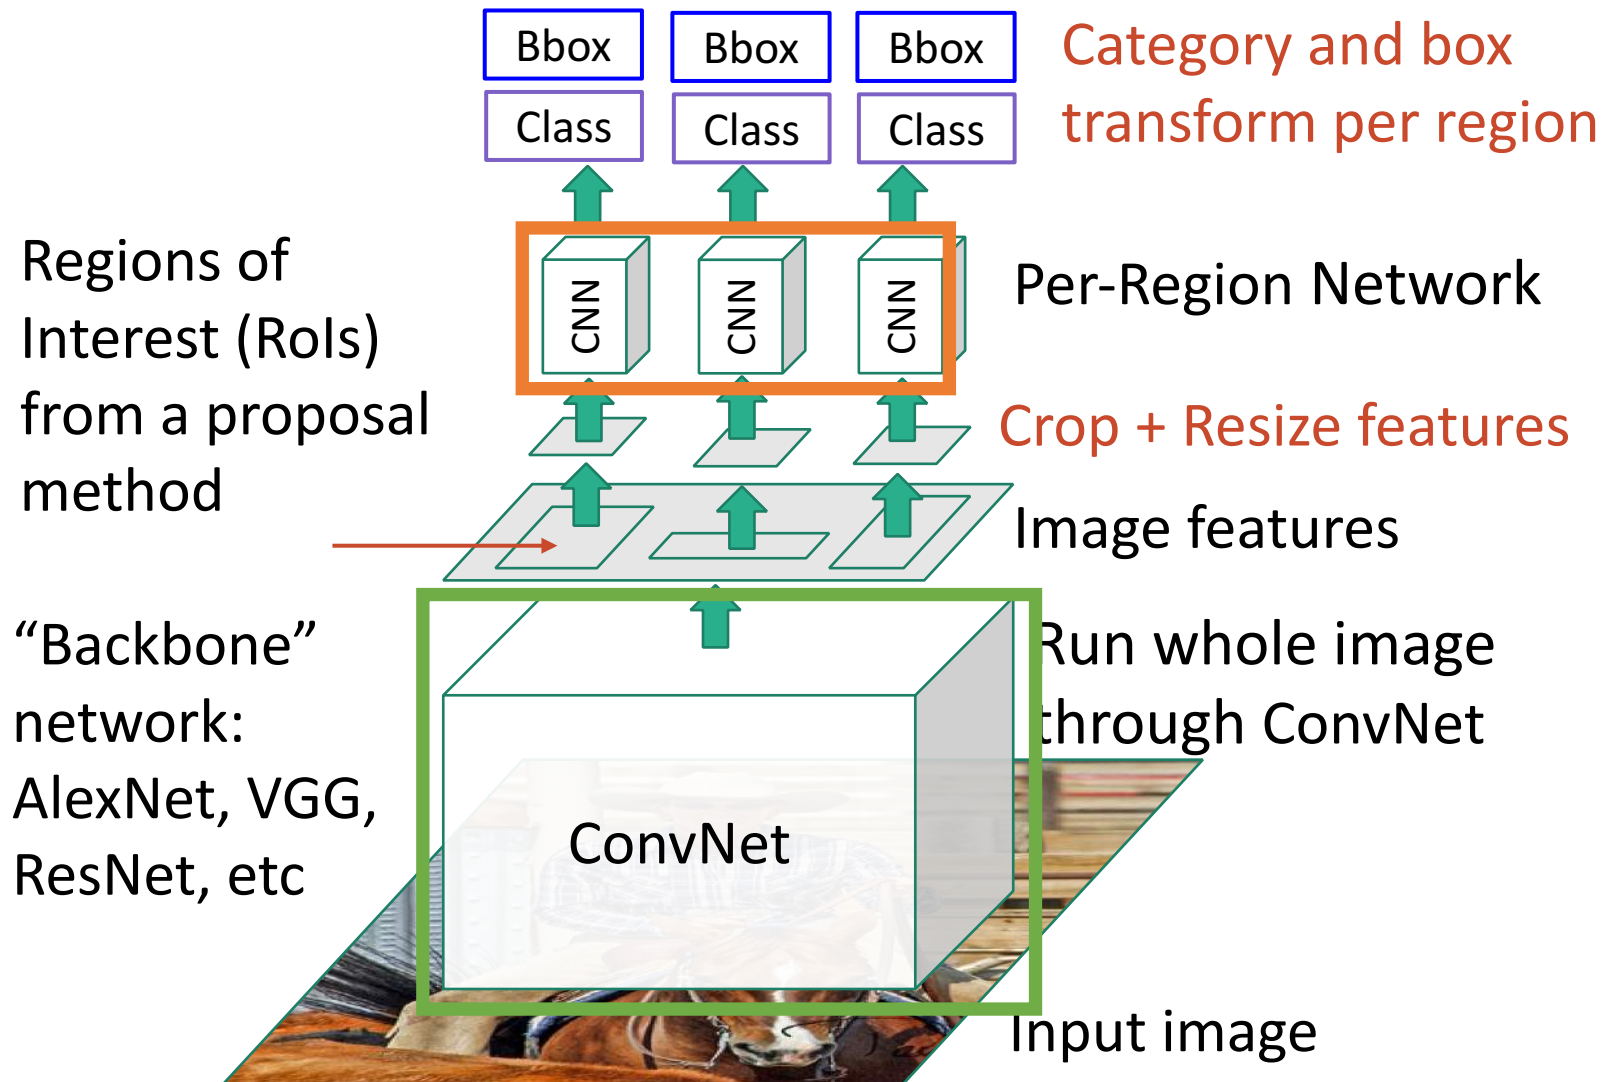 Bbox Bbox Bbox
Class Class Class
Category and box
transform per region
Regions of
Interest (RoIs)
from a proposal
method
CNN CNN CNN
Per-Region Network
Crop + Resize features
Image features
“Backbone”
network:
AlexNet, VGG,
ResNet, etc
Run whole image
through ConvNet
ConvNet
Input image